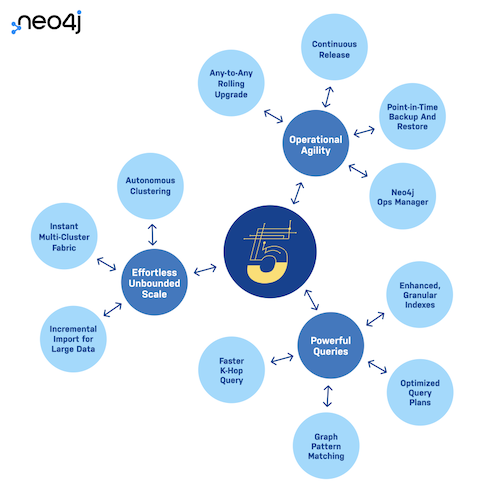 neo4j
Continuous
Release
Any-to-Any
Rolling
Upgrade
Point-in-Time
Backup And
Restore
Operational
Agility
Neo4j
Ops Manager
Autonomous
Clustering
Instant
Multi-Cluster
Fabric
Effortless
Unbounded
Scale
Incremental
Import for
Large Data
5
Enhanced,
Granular
Indexes
Powerful
Queries
Faster
K-Hop
Query
Optimized
Query
Plans
Graph
Pattern
Matching